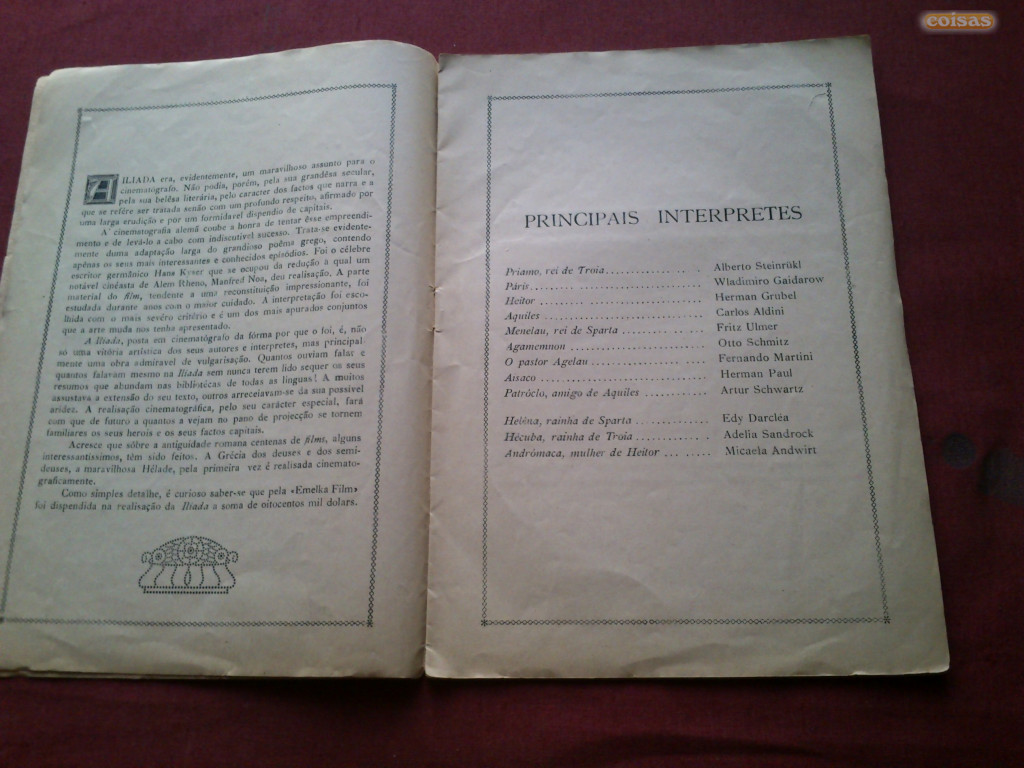 A ILIADA era, evidentemente, um maravilhoso assunto para o
cinematografo. Não podia, porém, pela sua grandêsa secular,
pela sua belêsa literária, pelo caracter dos factos que narra e a
que se refére ser tratada senão com um profundo respeito, afirmado por
uma larga erudição e por um formidavel dispendio de capitais.
A cinematografia alemã coube a honra de tentar êsse empreendi-
mento e de levá-lo a cabo com indiscutivel sucesso. Trata-se evidente-
mente duma adaptação larga do grandioso poêma grego, contendo
apênas os seus mais interessantes e conhecidos episódios. Foi o célebre
escritor germânico Hans Kyser que se ocupou da redução á qual um
notável cinéasta de Alem Rheno, Manfred Noa, deu realisação. A parte
material do film, tendente a uma reconstituição impressionante, foi
estudada durante anos com o maior cuidado. A interpretação foi esco-
lhida com o mais sevêro critério e é um dos mais apurados conjuntos
que a arte muda nos tenha apresentado.
A Iliada, posta em cinematógrafo da fórma por que o foi, é, não
só uma vitória artística dos seus autores e interpretes, mas principal-
mente uma obra admiravel de vulgarisação. Quantos ouviam falar e
quantos falavam mesmo na Iliada sem nunca terem lido sequer os seus
resumos que abundam nas bibliótecas de todas as linguas! A muitos
assustava a extensão do seu texto, outros arreceiavam-se da sua possivel
aridez. A realisação cinematográfica, pelo seu carácter especial, fará
com que de futuro a quantos a vejam no pano de projecção se tornem
familiares os seus herois e os seus factos capitais.
Acresce que sôbre a antiguidade romana centenas de films, alguns
interessantíssimos, têm sido feitos. A Grécia dos deuses e dos semi-
deuses, a maravilhosa Hélade, pela primeira vez é realisada cinemato-
graficamente.
Como simples detalhe, é curioso saber-se que pela «Emelka Film»
foi dispendida na realisação da Iliada a soma de oitocentos mil dolars.
coisas
PRINCIPAIS INTERPRETES
Priamo, rei de Troia.................. Alberto Steinrükl
Páris.................................. Wladimiro Gaidarow
Heitor ................................ Herman Grubel
Aquiles ............................... Carlos Aldini
Menelau, rei de Sparta ................ Fritz Ulmer
Agamemnon ............................. Otto Schmitz
O pastor Agelau ....................... Fernando Martini
Aisaco ................................ Herman Paul
Patróclo, amigo de Aquiles ............ Artur Schwartz
Helêna, rainha de Sparta .............. Edy Darcléa
Hécuba, rainha de Troia ............... Adelia Sandrock
Andrómaca, mulher de Heitor ... ...... Micaela Andwirt